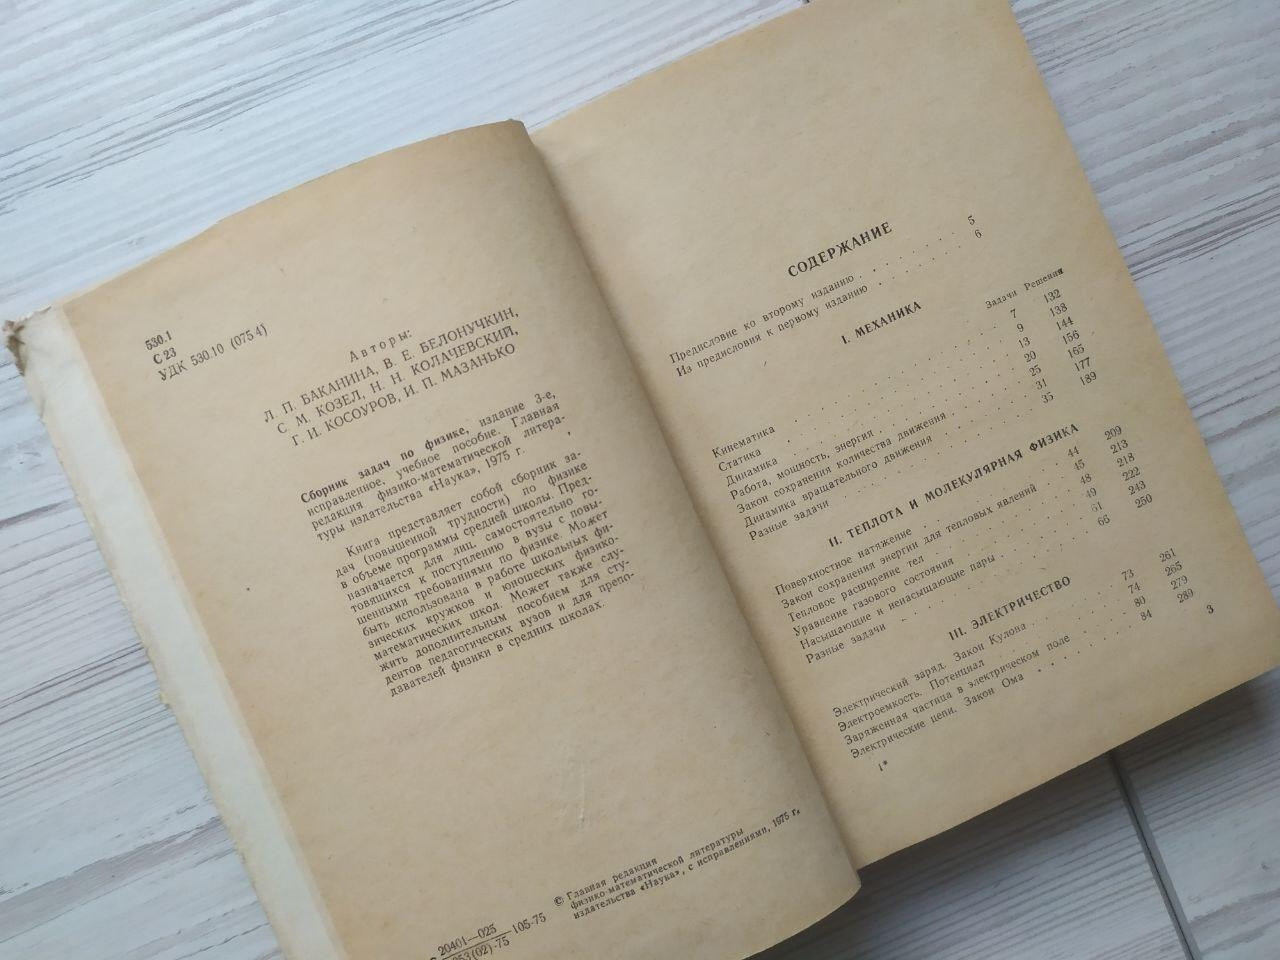 530.1
С 23
УДК 530.10 (075 4)
Авторы:
Л. П. БАКАНИНА, В. Е. БЕЛОНУЧКИН,
С. М. КОЗЕЛ, Н. Н. КОЛАЧЕВСКИЙ,
Г. И. КОСОУРОВ, И. П. МАЗАНЬКО
Сборник задач по физике, издание 3-е,
исправленное, учебное пособие. Главная
редакция физико-математической литера-
туры издательства «Наука», 1975 г.
Книга представляет собой сборник за-
дач (повышенной трудности) по физике
в объеме программы средней школы. Пред-
назначается для лиц, самостоятельно го-
товящихся к поступлению в вузы с повы-
шенными требованиями по физике. Может
быть использована в работе школьных фи-
зических кружков и юношеских физико-
математических школ. Может также слу-
жить дополнительным пособием для сту-
дентов педагогических вузов и для препо-
давателей физики в средних школах.
© Главная редакция
физико-математической литературы
издательства «Наука», с исправлениями, 1975 г.
20401—025
053(02)-75 105-75
СОДЕРЖАНИЕ
Предисловие ко второму изданию . . . . . . . . 5
Из предисловия к первому изданию . . . . . . . 6
Задачи Решения
I. МЕХАНИКА
Кинематика . . . . . . . . . . . 7 132
Статика . . . . . . . . . . . 9 138
Динамика . . . . . . . . . . . 13 144
Работа, мощность, энергия . . . . . . . . 20 156
Закон сохранения количества движения . . . . . 25 165
Динамика вращательного движения . . . . . . 31 177
Разные задачи . . . . . . . . . . 35 189
II. ТЕПЛОТА И МОЛЕКУЛЯРНАЯ ФИЗИКА
Поверхностное натяжение . . . . . . . . 44 209
Закон сохранения энергии для тепловых явлений . . 45 213
Тепловое расширение тел . . . . . . . . 48 218
Уравнение газового состояния . . . . . . . 49 222
Насыщающие и ненасыщающие пары . . . . . . 61 243
Разные задачи . . . . . . . . . . 66 250
III. ЭЛЕКТРИЧЕСТВО
Электрический заряд. Закон Кулона . . . . . . 73 261
Электроемкость. Потенциал . . . . . . . . 74 265
Заряженная частица в электрическом поле . . . . 80 279
Электрические цепи. Закон Ома . . . . . . . 84 289
1* 3